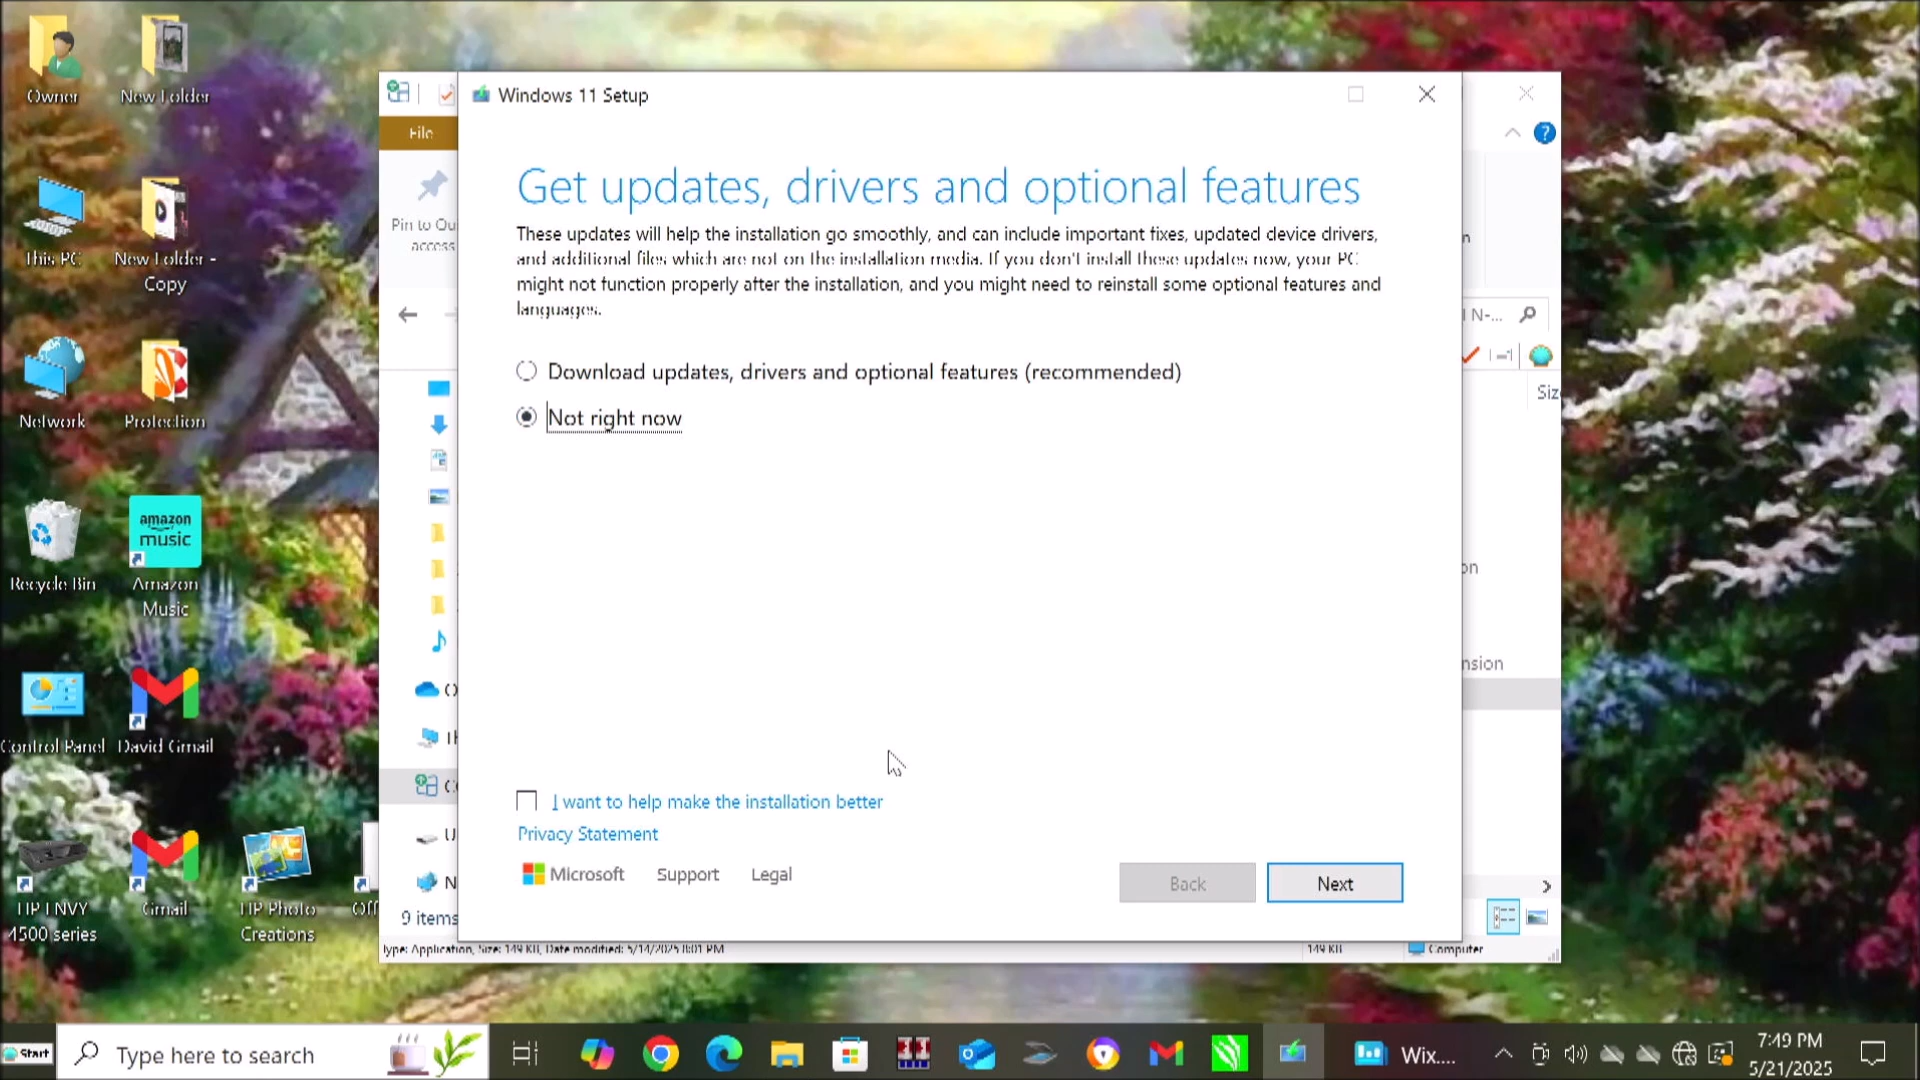 Owner
New Folder
This PC
New Folder -
Copy
Network
Protection
Recycle Bin
amazon
music
Amazon
Music
Control Panel
David Gmail
HP ENVY
4500 series
Gmail
HP Photo
Creations
Off
File
Pin to Qu
access
9 items
Type: Application, Size: 149 KB, Date modified: 5/14/2025 8:01 PM
149 KB
Computer
Siz
on
nsion
Windows 11 Setup
Get updates, drivers and optional features
These updates will help the installation go smoothly, and can include important fixes, updated device drivers,
and additional files which are not on the installation media. If you don't install these updates now, your PC
might not function properly after the installation, and you might need to reinstall some optional features and
languages.
Download updates, drivers and optional features (recommended)
Not right now
I want to help make the installation better
Privacy Statement
Microsoft
Support
Legal
Back
Next
Start
Type here to search
Wix....
7:49 PM
5/21/2025